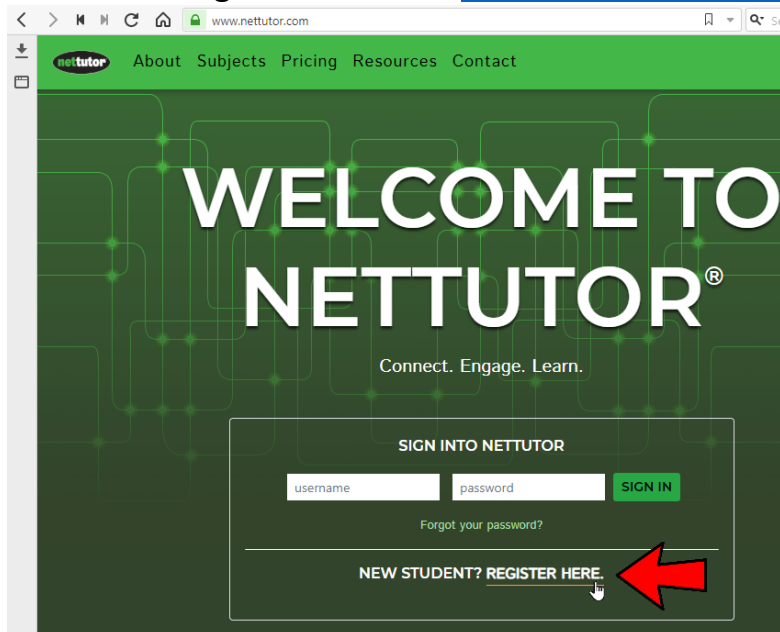 www.nettutor.com
nettutor About Subjects Pricing Resources Contact
WELCOME TO
NETTUTOR®
Connect. Engage. Learn.
SIGN INTO NETTUTOR
username password SIGN IN
Forgot your password?
NEW STUDENT? REGISTER HERE.